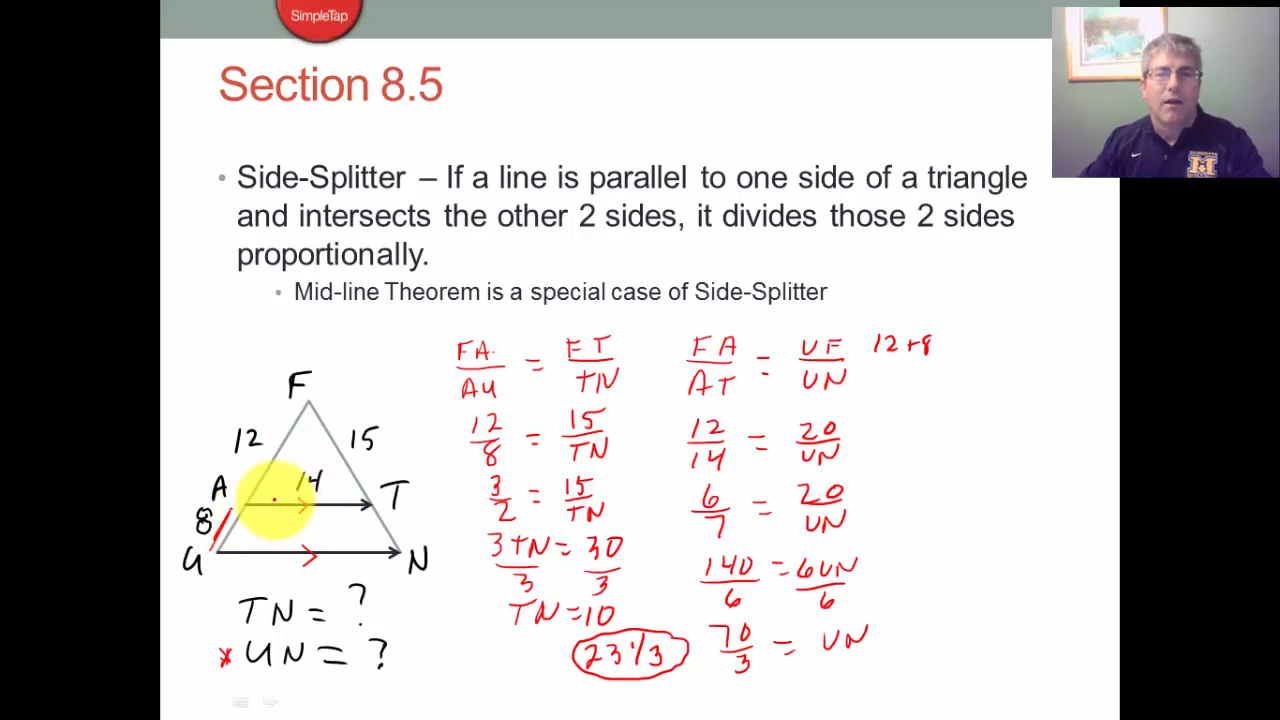 SimpleTap
Section 8.5
• Side-Splitter – If a line is parallel to one side of a triangle
and intersects the other 2 sides, it divides those 2 sides
proportionally.
• Mid-line Theorem is a special case of Side-Splitter
F
12 15
A 14 T
8
U N
TN = ?
* UN = ?
FA/AU = FT/TN
12/8 = 15/TN
3/2 = 15/TN
3TN/3 = 30/3
TN = 10
FA/AT = UF/UN 12+8
12/14 = 20/UN
6/7 = 20/UN
140/6 = 6UN/6
70/3 = UN
23 1/3